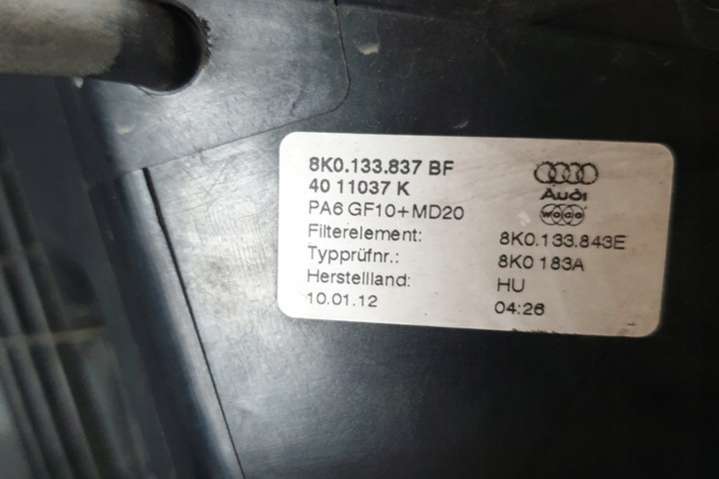 8K0.133.837 BF
40 11037 K
PA6 GF10+MD20
Audi
woco
Filterelement: 8K0.133.843E
Typprüfnr.: 8K0 183A
Herstellland: HU
10.01.12 04:26